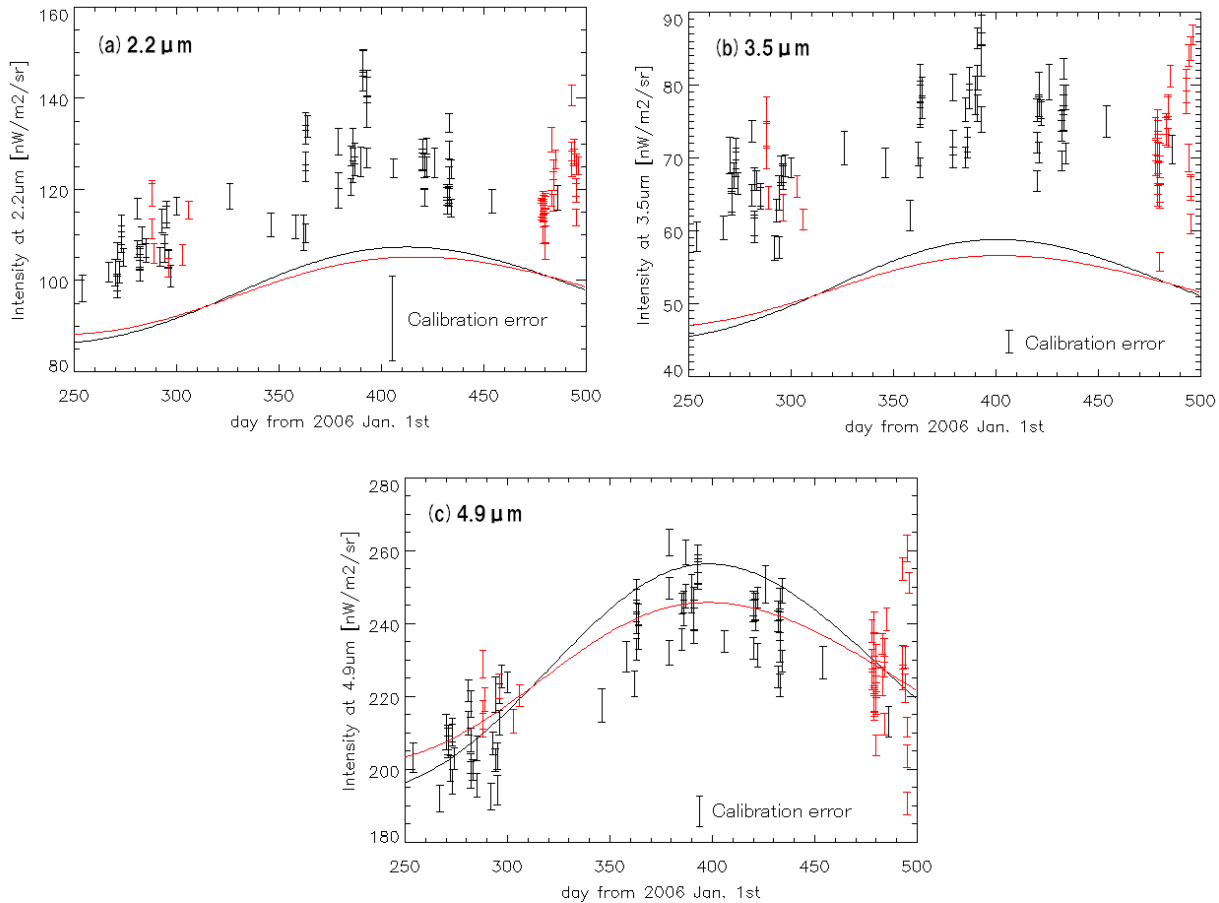 (a) 2.2 μm
160
140
120
100
80
Intensity at 2.2um [nW/m2/sr]
Calibration error
250 300 350 400 450 500
day from 2006 Jan. 1st
(b) 3.5 μm
90
80
70
60
50
40
Intensity at 3.5um [nW/m2/sr]
Calibration error
250 300 350 400 450 500
day from 2006 Jan. 1st
(c) 4.9 μm
280
260
240
220
200
180
Intensity at 4.9um [nW/m2/sr]
Calibration error
250 300 350 400 450 500
day from 2006 Jan. 1st